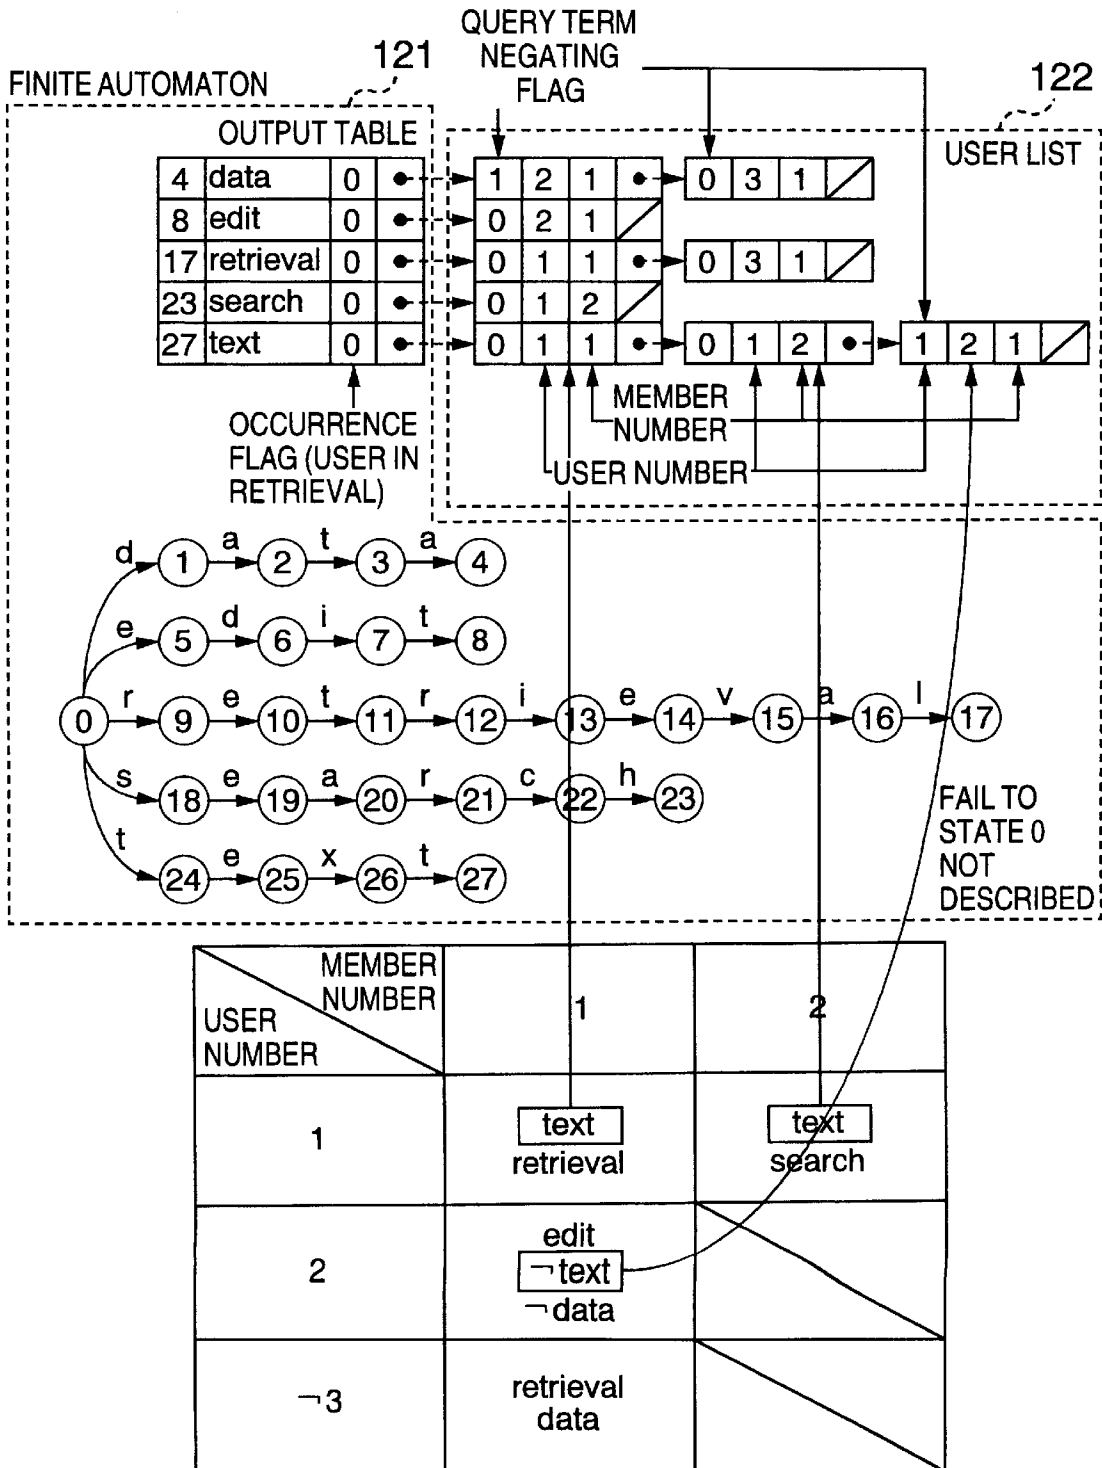 QUERY TERM
NEGATING
FLAG
121
122
FINITE AUTOMATON
OUTPUT TABLE
USER LIST
4 data 0 1 2 1 0 3 1
8 edit 0 0 2 1
17 retrieval 0 0 1 1 0 3 1
23 search 0 0 1 2
27 text 0 0 1 1 0 1 2 1 2 1
OCCURRENCE
FLAG (USER IN
RETRIEVAL)
MEMBER
NUMBER
USER NUMBER
d 1 a 2 t 3 a 4
e 5 d 6 i 7 t 8
0 r 9 e 10 t 11 r 12 i 13 e 14 v 15 a 16 l 17
s 18 e 19 a 20 r 21 c 22 h 23
t 24 e 25 x 26 t 27
FAIL TO
STATE 0
NOT
DESCRIBED
MEMBER
NUMBER
USER
NUMBER
1
2
1
text
retrieval
text
search
2
edit
¬text
¬data
¬3
retrieval
data